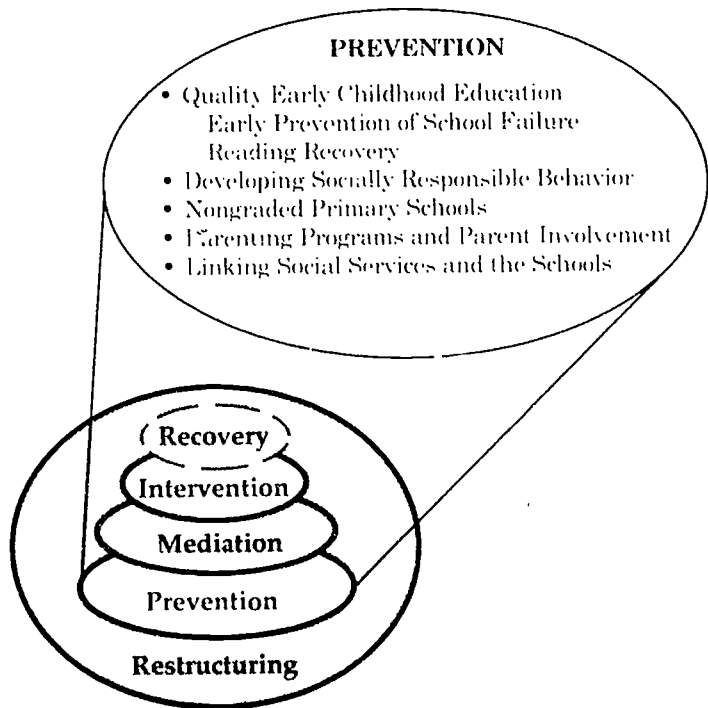 PREVENTION
• Quality Early Childhood Education
Early Prevention of School Failure
Reading Recovery
• Developing Socially Responsible Behavior
• Nongraded Primary Schools
• Parenting Programs and Parent Involvement
• Linking Social Services and the Schools
Recovery
Intervention
Mediation
Prevention
Restructuring